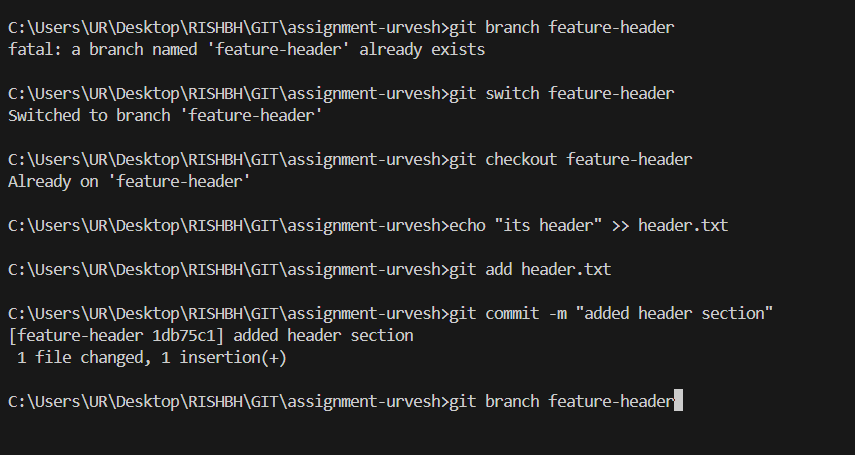 C:\Users\UR\Desktop\RISHBH\GIT\assignment-urvesh>git branch feature-header
fatal: a branch named 'feature-header' already exists
C:\Users\UR\Desktop\RISHBH\GIT\assignment-urvesh>git switch feature-header
Switched to branch 'feature-header'
C:\Users\UR\Desktop\RISHBH\GIT\assignment-urvesh>git checkout feature-header
Already on 'feature-header'
C:\Users\UR\Desktop\RISHBH\GIT\assignment-urvesh>echo "its header" >> header.txt
C:\Users\UR\Desktop\RISHBH\GIT\assignment-urvesh>git add header.txt
C:\Users\UR\Desktop\RISHBH\GIT\assignment-urvesh>git commit -m "added header section"
[feature-header 1db75c1] added header section
 1 file changed, 1 insertion(+)
C:\Users\UR\Desktop\RISHBH\GIT\assignment-urvesh>git branch feature-header